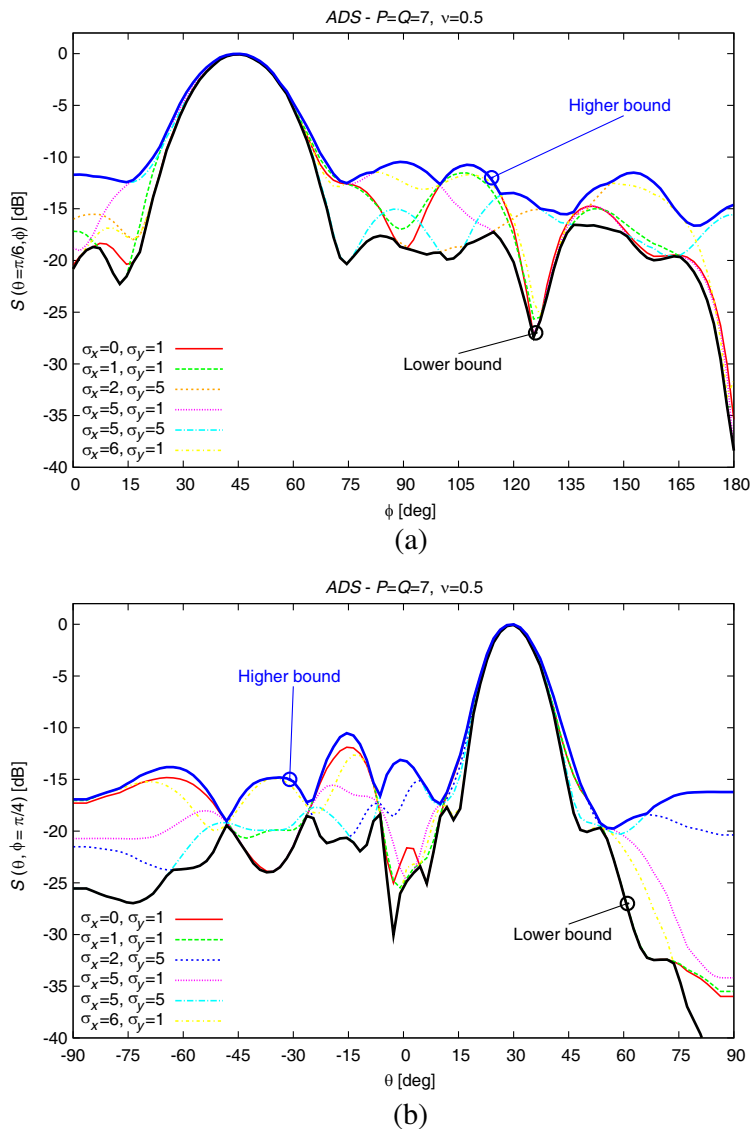 ADS - P=Q=7, ν=0.5
0
-5
-10
-15
-20
-25
-30
-35
-40
S (θ=π/6,ϕ) [dB]
Higher bound
Lower bound
σx=0, σy=1
σx=1, σy=1
σx=2, σy=5
σx=5, σy=1
σx=5, σy=5
σx=6, σy=1
0 15 30 45 60 75 90 105 120 135 150 165 180
ϕ [deg]
(a)
ADS - P=Q=7, ν=0.5
0
-5
-10
-15
-20
-25
-30
-35
-40
S (θ, ϕ = π/4) [dB]
Higher bound
Lower bound
σx=0, σy=1
σx=1, σy=1
σx=2, σy=5
σx=5, σy=1
σx=5, σy=5
σx=6, σy=1
-90 -75 -60 -45 -30 -15 0 15 30 45 60 75 90
θ [deg]
(b)